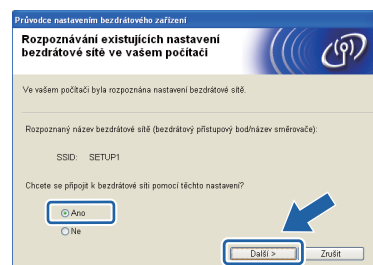 Průvodce nastavením bezdrátového zařízení
Rozpoznávání existujících nastavení
bezdrátové sítě ve vašem počítači
Ve vašem počítači byla rozpoznána nastavení bezdrátové sítě.
Rozpoznaný název bezdrátové sítě (bezdrátový přístupový bod/název směrovače):
SSID: SETUP1
Chcete se připojit k bezdrátové síti pomocí těchto nastavení?
Ano
Ne
Další > Zrušit